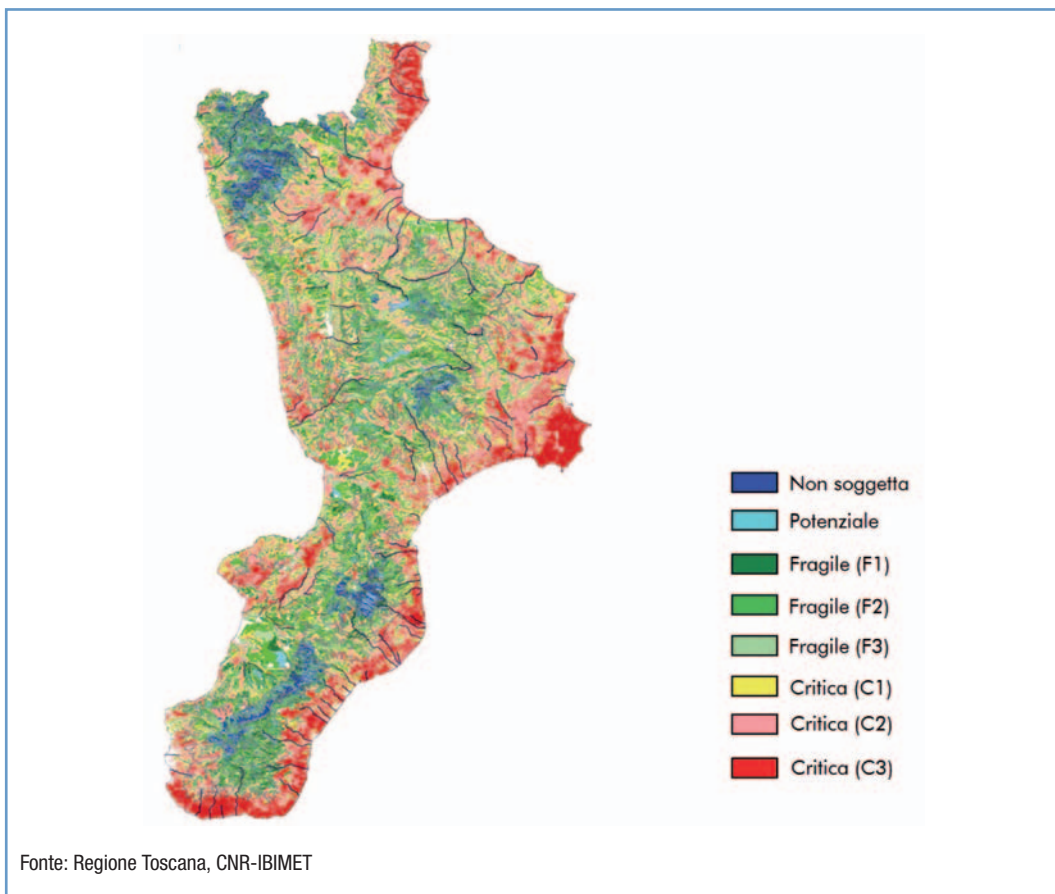 Non soggetta
Potenziale
Fragile (F1)
Fragile (F2)
Fragile (F3)
Critica (C1)
Critica (C2)
Critica (C3)
Fonte: Regione Toscana, CNR-IBIMET